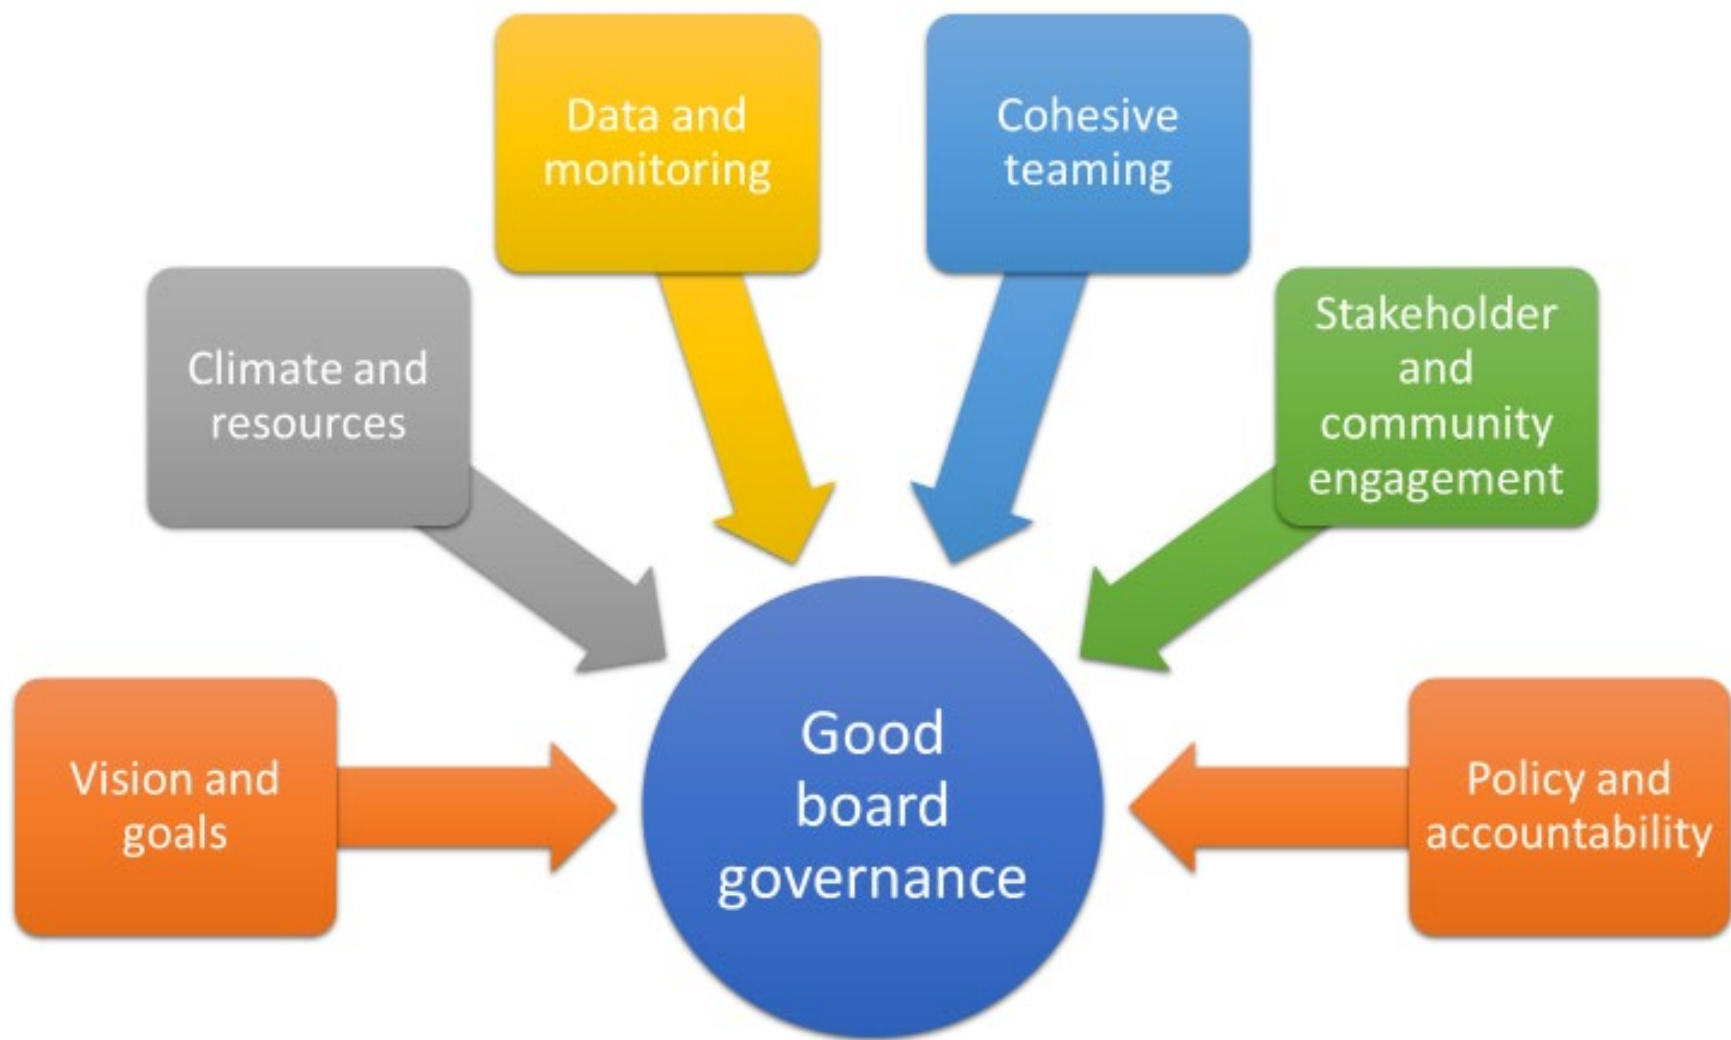 Data and
monitoring
Cohesive
teaming
Climate and
resources
Stakeholder
and
community
engagement
Vision and
goals
Good
board
governance
Policy and
accountability